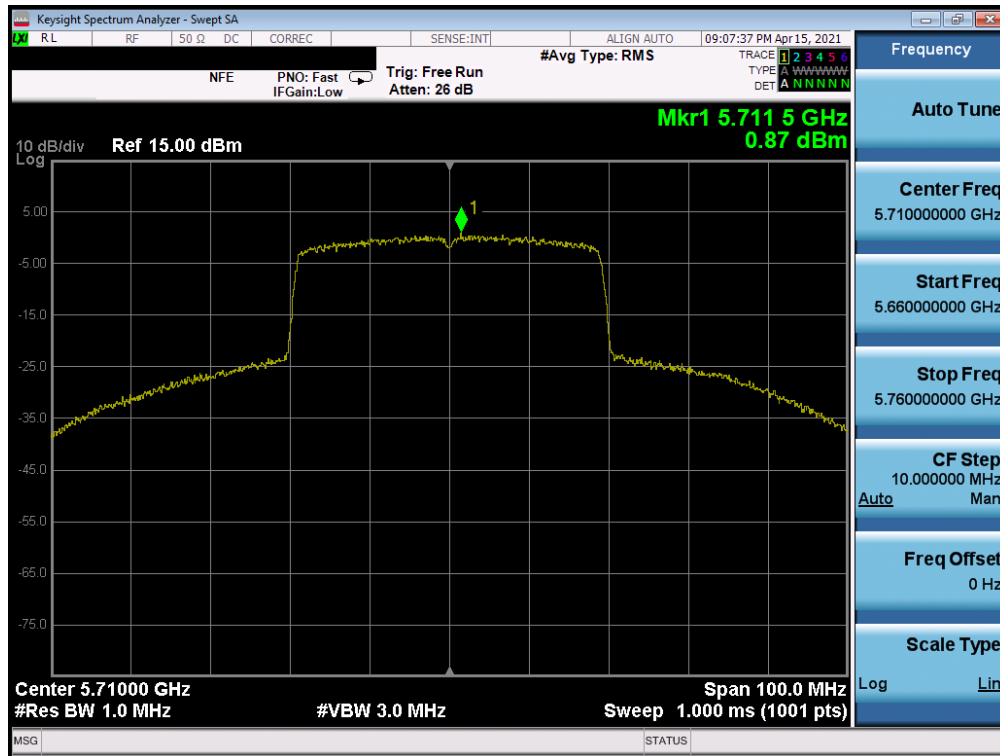 Keysight Spectrum Analyzer - Swept SA
LXI RL RF 50 Ω DC CORREC SENSE:INT ALIGN AUTO 09:07:37 PM Apr 15, 2021
#Avg Type: RMS TRACE 1 2 3 4 5 6
NFE PNO: Fast Trig: Free Run TYPE A WWWWW
IFGain:Low Atten: 26 dB DET A N N N N N
Mkr1 5.711 5 GHz
0.87 dBm
10 dB/div Ref 15.00 dBm
Log
1
5.00
-5.00
-15.0
-25.0
-35.0
-45.0
-55.0
-65.0
-75.0
Center 5.71000 GHz Span 100.0 MHz
#Res BW 1.0 MHz #VBW 3.0 MHz Sweep 1.000 ms (1001 pts)
MSG STATUS
Frequency
Auto Tune
Center Freq
5.710000000 GHz
Start Freq
5.660000000 GHz
Stop Freq
5.760000000 GHz
CF Step
10.000000 MHz
Auto Man
Freq Offset
0 Hz
Scale Type
Log Lin